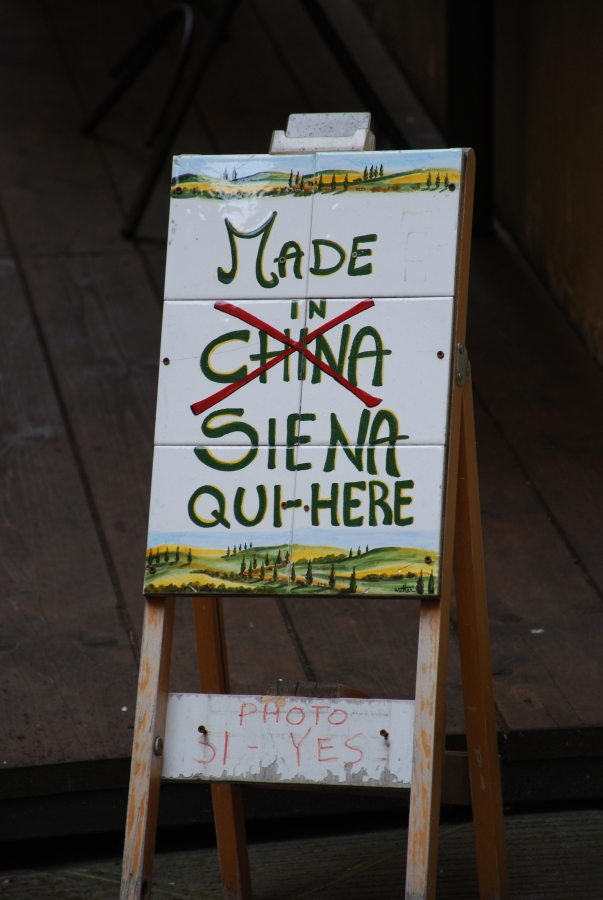 MADE
IN
CHINA
SIENA
QUI-HERE
PHOTO
SI - YES